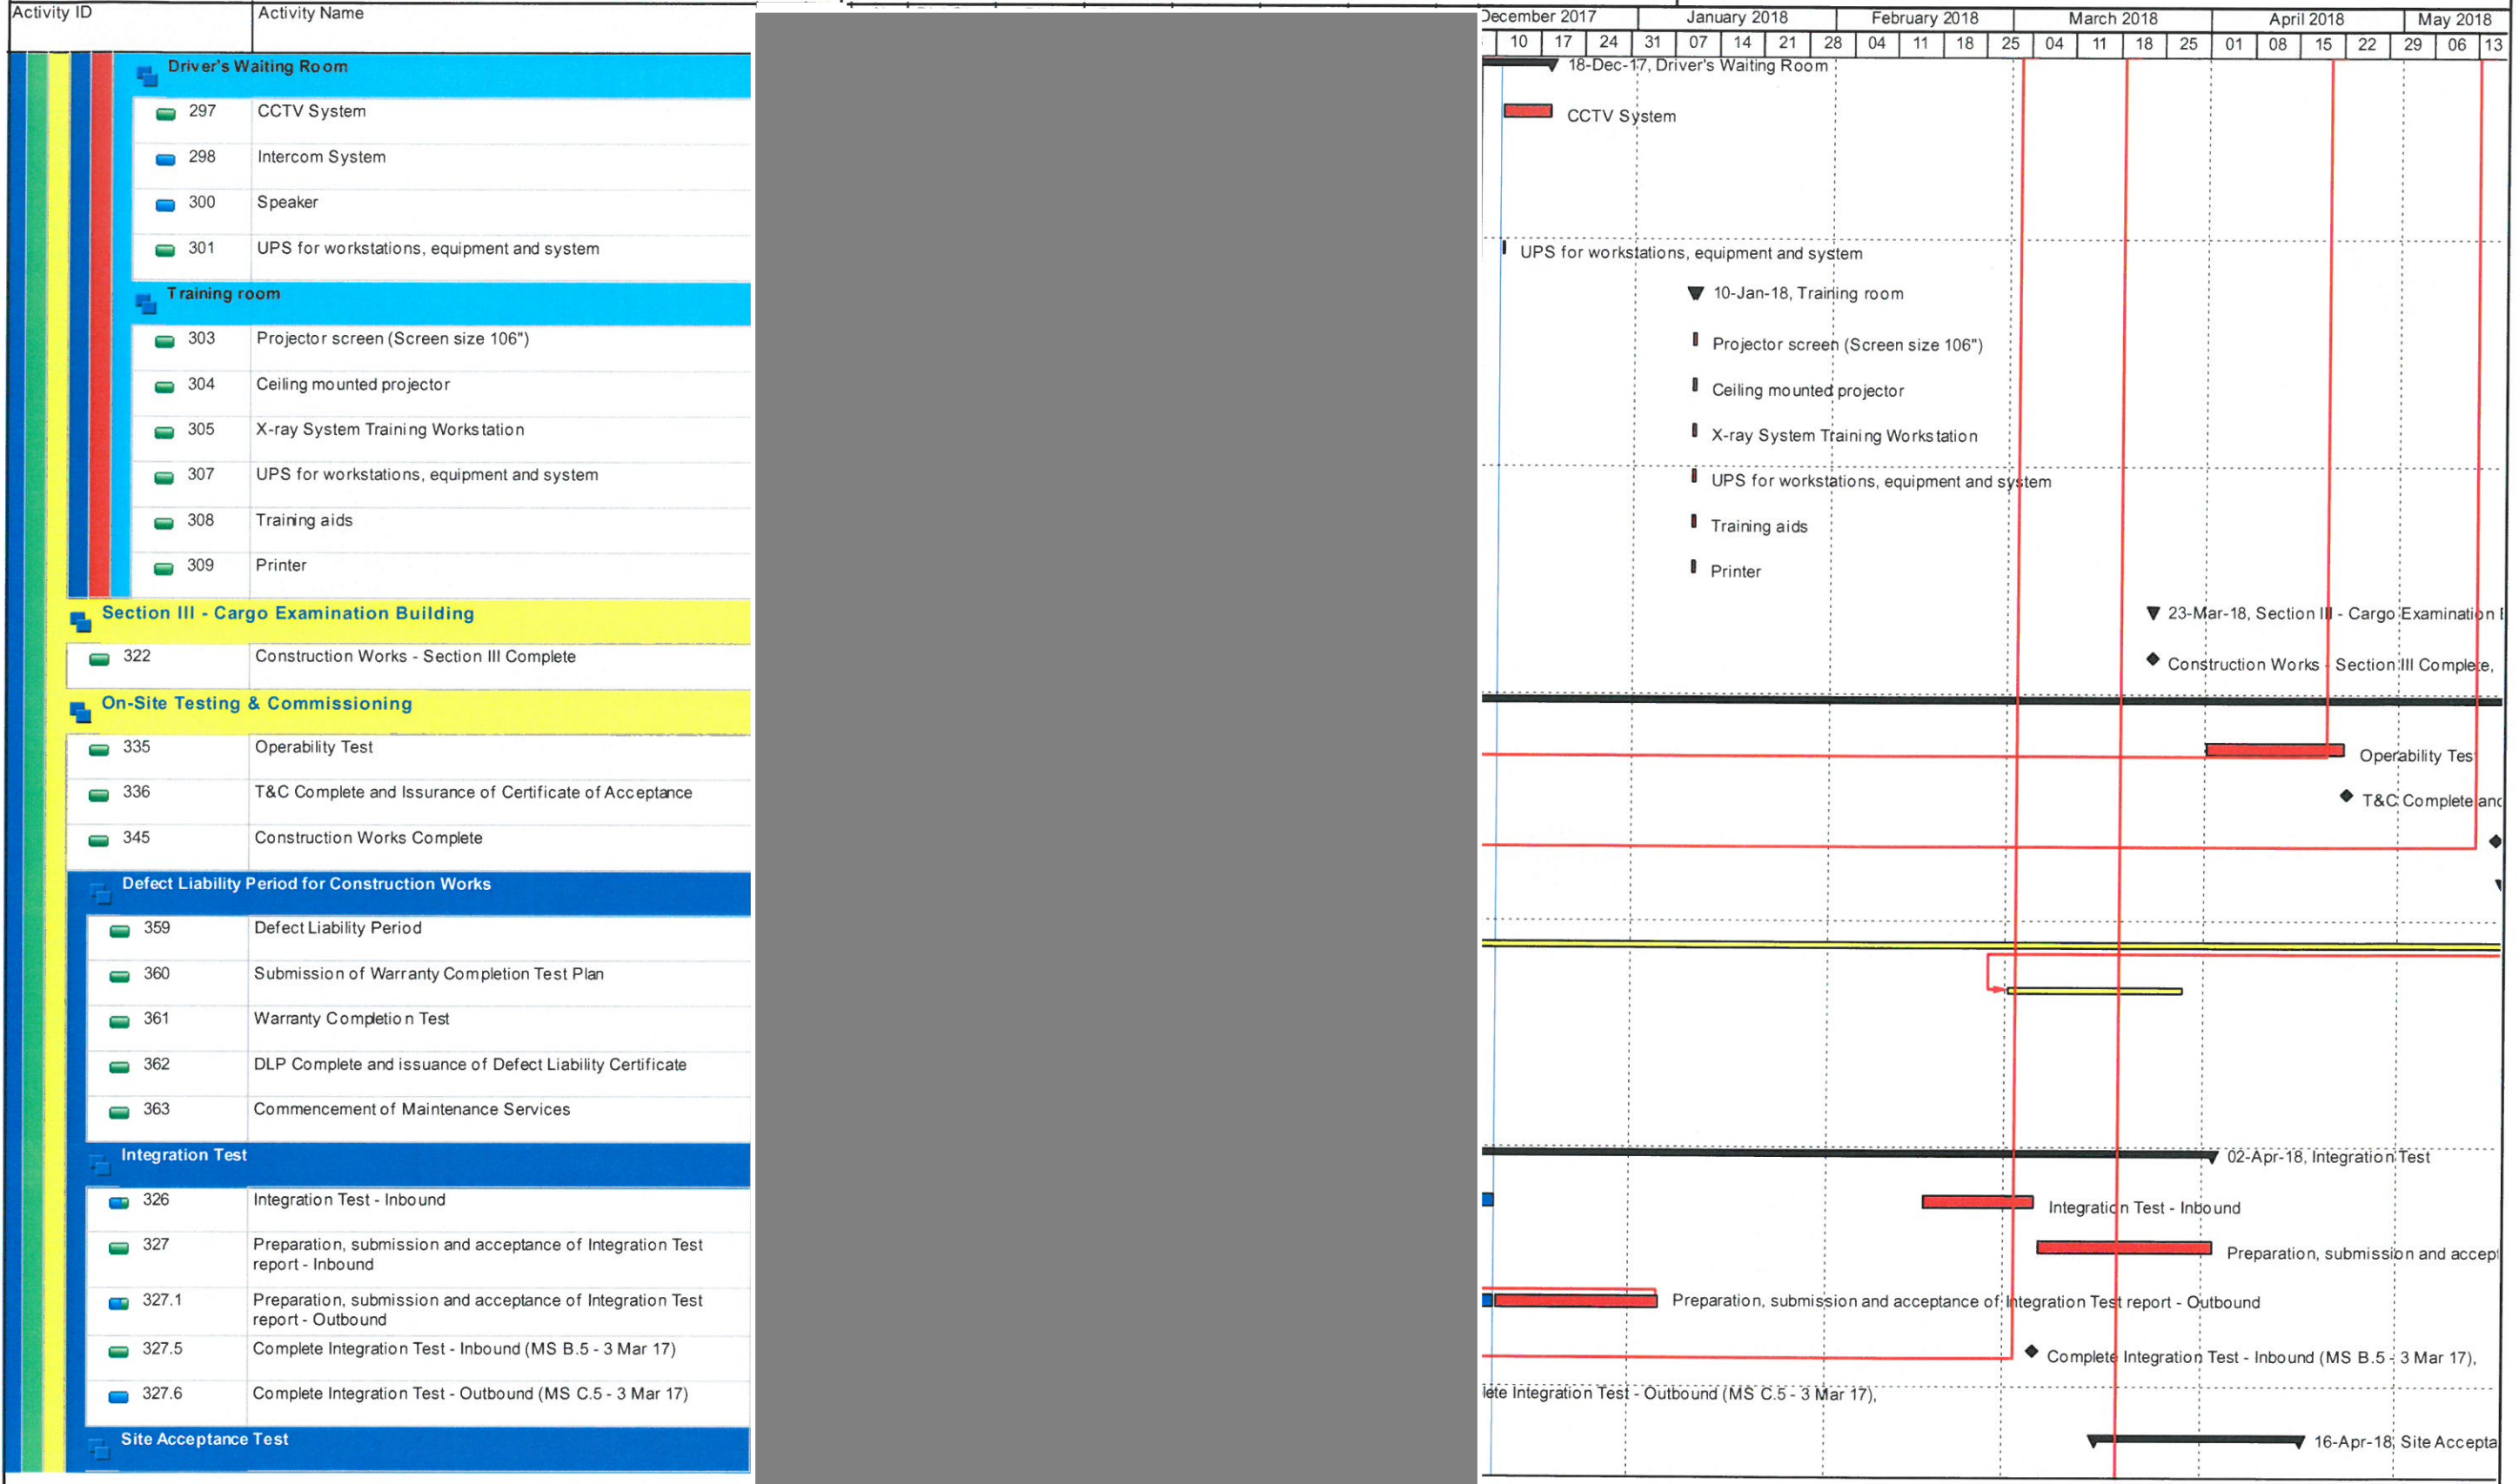 Activity ID
Activity Name
December 2017
January 2018
February 2018
March 2018
April 2018
May 2018
10 17 24 31 07 14 21 28 04 11 18 25 04 11 18 25 01 08 15 22 29 06 13
Driver's Waiting Room
18-Dec-17, Driver's Waiting Room
297 CCTV System
CCTV System
298 Intercom System
300 Speaker
301 UPS for workstations, equipment and system
UPS for workstations, equipment and system
Training room
10-Jan-18, Training room
303 Projector screen (Screen size 106")
Projector screen (Screen size 106")
304 Ceiling mounted projector
Ceiling mounted projector
305 X-ray System Training Workstation
X-ray System Training Workstation
307 UPS for workstations, equipment and system
UPS for workstations, equipment and system
308 Training aids
Training aids
309 Printer
Printer
Section III - Cargo Examination Building
23-Mar-18, Section III - Cargo Examination
322 Construction Works - Section III Complete
Construction Works - Section III Complete,
On-Site Testing & Commissioning
335 Operability Test
Operability Test
336 T&C Complete and Issurance of Certificate of Acceptance
T&C Complete and
345 Construction Works Complete
Defect Liability Period for Construction Works
359 Defect Liability Period
360 Submission of Warranty Completion Test Plan
361 Warranty Completion Test
362 DLP Complete and issuance of Defect Liability Certificate
363 Commencement of Maintenance Services
Integration Test
02-Apr-18, Integration Test
326 Integration Test - Inbound
Integration Test - Inbound
327 Preparation, submission and acceptance of Integration Test
report - Inbound
Preparation, submission and accept
327.1 Preparation, submission and acceptance of Integration Test
report - Outbound
Preparation, submission and acceptance of Integration Test report - Outbound
327.5 Complete Integration Test - Inbound (MS B.5 - 3 Mar 17)
Complete Integration Test - Inbound (MS B.5 - 3 Mar 17),
327.6 Complete Integration Test - Outbound (MS C.5 - 3 Mar 17)
lete Integration Test - Outbound (MS C.5 - 3 Mar 17),
Site Acceptance Test
16-Apr-18, Site Accepta